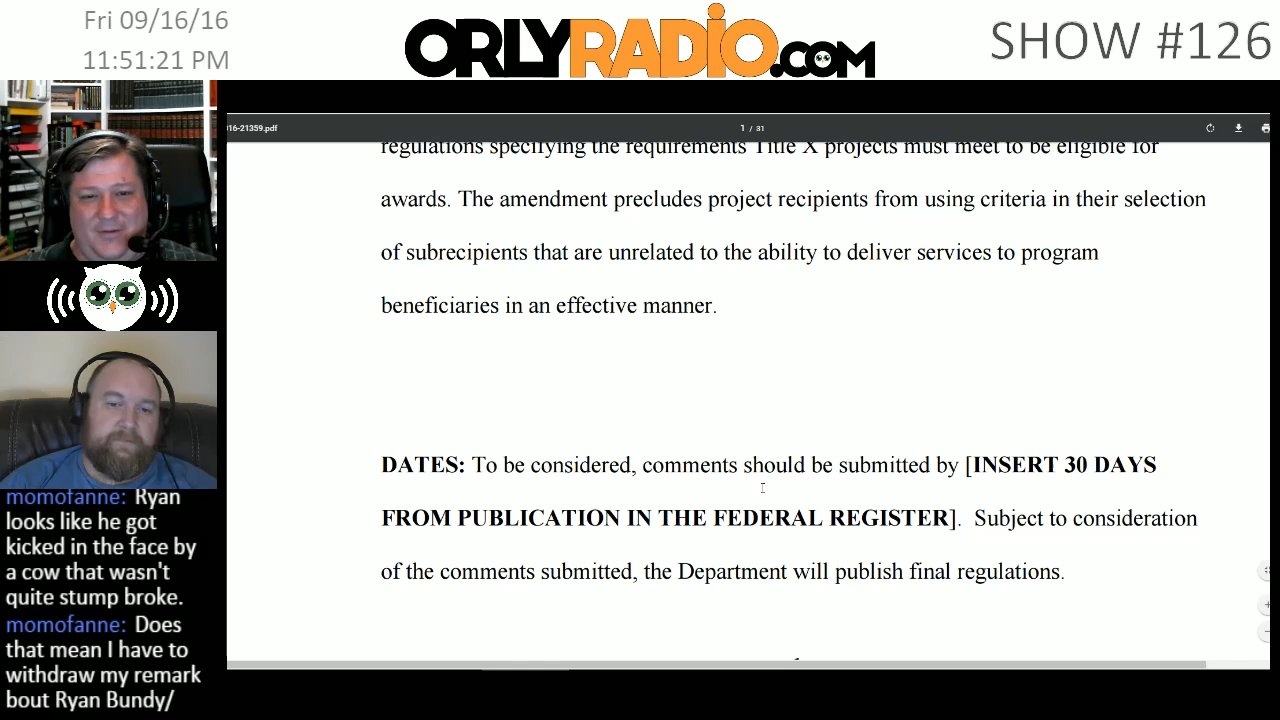 Fri 09/16/16
11:51:21 PM
ORLYRADIO.COM
SHOW #126
016-21359.pdf
1 / 31
regulations specifying the requirements Title X projects must meet to be eligible for
awards. The amendment precludes project recipients from using criteria in their selection
of subrecipients that are unrelated to the ability to deliver services to program
beneficiaries in an effective manner.
DATES: To be considered, comments should be submitted by [INSERT 30 DAYS
FROM PUBLICATION IN THE FEDERAL REGISTER]. Subject to consideration
of the comments submitted, the Department will publish final regulations.
momofanne: Ryan
looks like he got
kicked in the face by
a cow that wasn't
quite stump broke.
momofanne: Does
that mean I have to
withdraw my remark
bout Ryan Bundy/